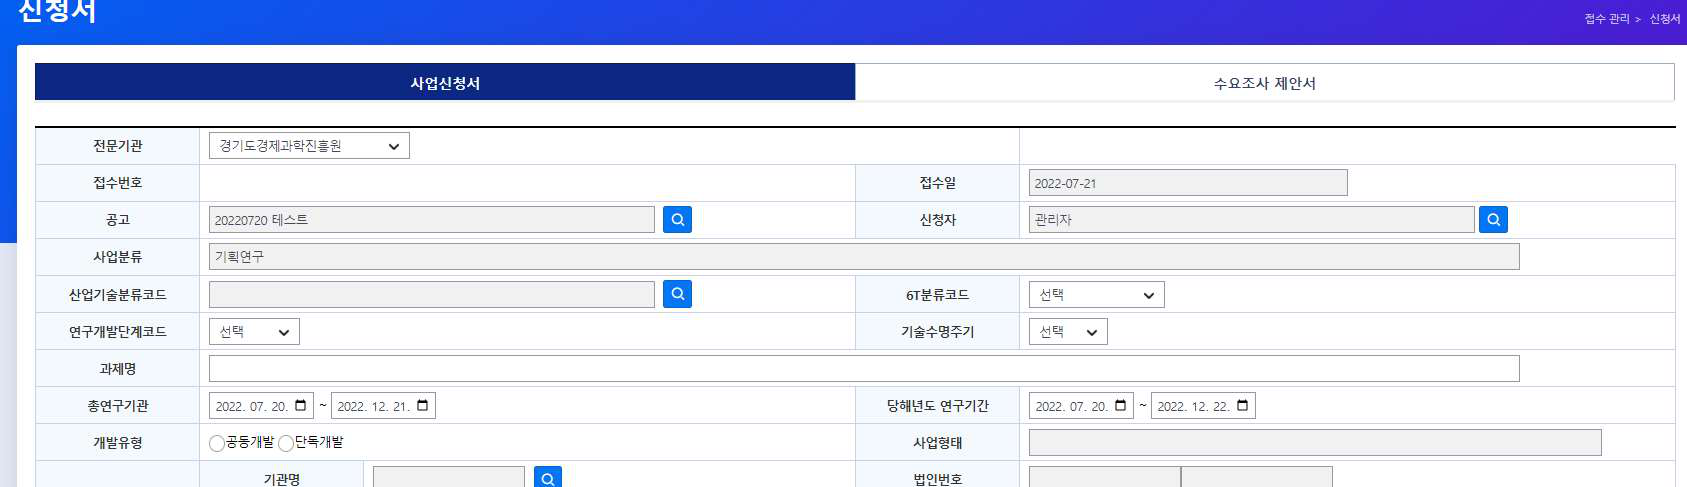 신청서
접수 관리 > 신청서
사업신청서 수요조사 제안서
전문기관 경기도경제과학진흥원
접수번호 접수일 2022-07-21
공고 20220720 테스트 신청자 관리자
사업분류 기획연구
산업기술분류코드 6T분류코드 선택
연구개발단계코드 선택 기술수명주기 선택
과제명
총연구기관 2022. 07. 20. ~ 2022. 12. 21. 당해년도 연구기간 2022. 07. 20. ~ 2022. 12. 22.
개발유형 공동개발 단독개발 사업형태
기관명 법인번호